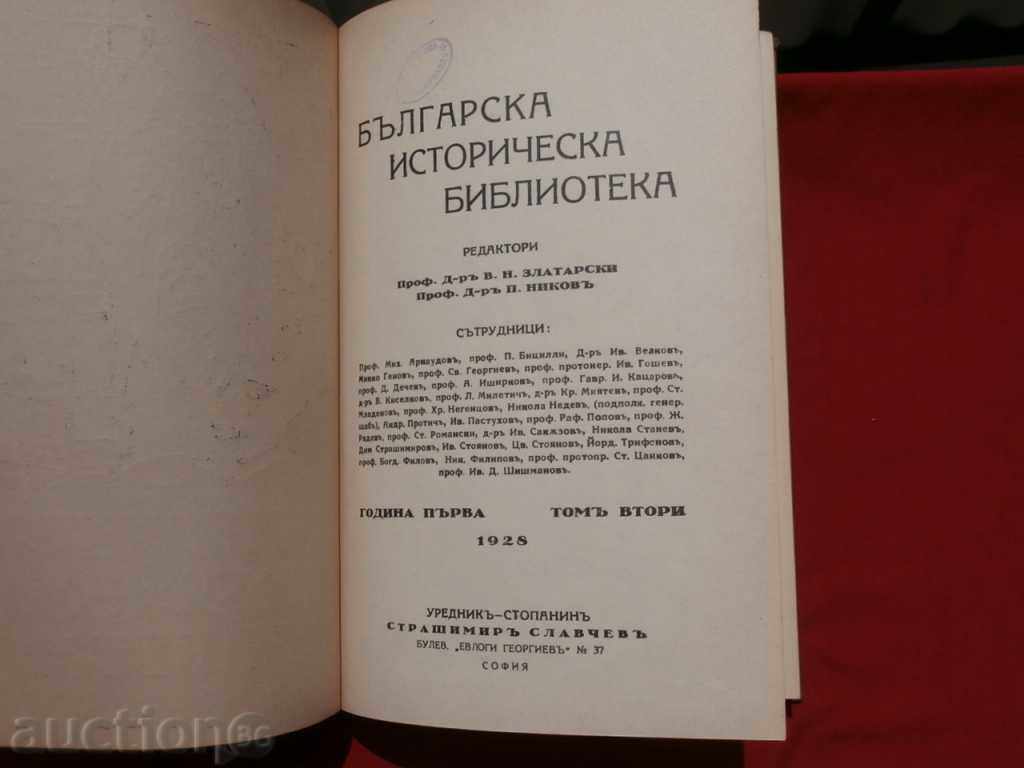 БЪЛГАРСКА
ИСТОРИЧЕСКА
БИБЛИОТЕКА
РЕДАКТОРИ
Проф. Д-ръ В. Н. ЗЛАТАРСКИ
Проф. Д-ръ П. НИКОВЪ
СЪТРУДНИЦИ:
Проф. Мих. Арнаудовъ, проф. П. Бицилли, Д-ръ Ив. Велковъ,
Минко Геновъ, проф. Св. Георгиевъ, проф. протоиер. Ив. Гошевъ,
проф. Д. Дечевъ, проф. А. Иширковъ, проф. Гавр. И. Кацаровъ,
д-ръ В. Киселковъ, проф. Л. Милетичъ, д-ръ Кр. Миятевъ, проф. Ст.
Младеновъ, проф. Хр. Негенцовъ, Никола Недевъ, (подполк. генер.
щабъ), Андр. Протичъ, Ив. Пастуховъ, проф. Раф. Поповъ, проф. Ж.
Радевъ, проф. Ст. Романски, д-ръ Ив. Сакѫзовъ, Никола Станевъ,
Дим Страшимировъ, Ив. Стояновъ, Цв. Стояновъ, Йорд. Трифоновъ,
проф. Богд. Филовъ, Ник. Филиповъ, проф. протопр. Ст. Цанковъ,
проф. Ив. Д. Шишмановъ.
ГОДИНА ПЪРВА ТОМЪ ВТОРИ
1928
УРЕДНИКЪ—СТОПАНИНЪ
СТРАШИМИРЪ СЛАВЧЕВЪ
БУЛЕВ. „ЕВЛОГИ ГЕОРГИЕВЪ" № 37
СОФИЯ
auction BG